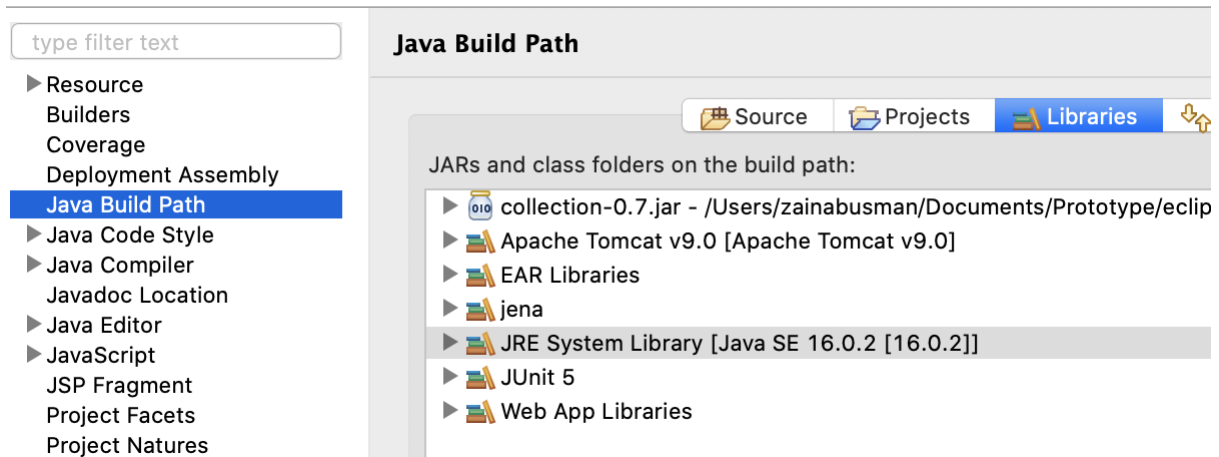 type filter text
Resource
Builders
Coverage
Deployment Assembly
Java Build Path
Java Code Style
Java Compiler
Javadoc Location
Java Editor
JavaScript
JSP Fragment
Project Facets
Project Natures
Java Build Path
Source Projects Libraries
JARs and class folders on the build path:
collection-0.7.jar - /Users/zainabusman/Documents/Prototype/eclip
Apache Tomcat v9.0 [Apache Tomcat v9.0]
EAR Libraries
jena
JRE System Library [Java SE 16.0.2 [16.0.2]]
JUnit 5
Web App Libraries